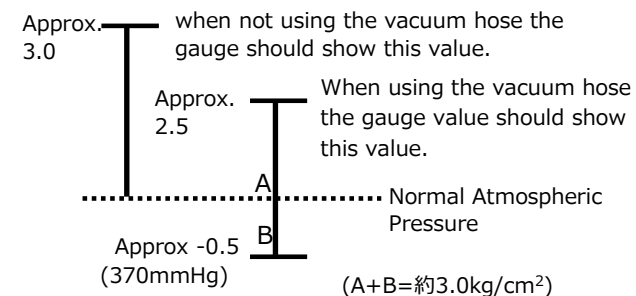 Approx.
3.0
when not using the vacuum hose the
gauge should show this value.
Approx.
2.5
When using the vacuum hose
the gauge value should show
this value.
A
Normal Atmospheric
Pressure
B
Approx -0.5
(370mmHg)
(A+B=約3.0kg/cm²)